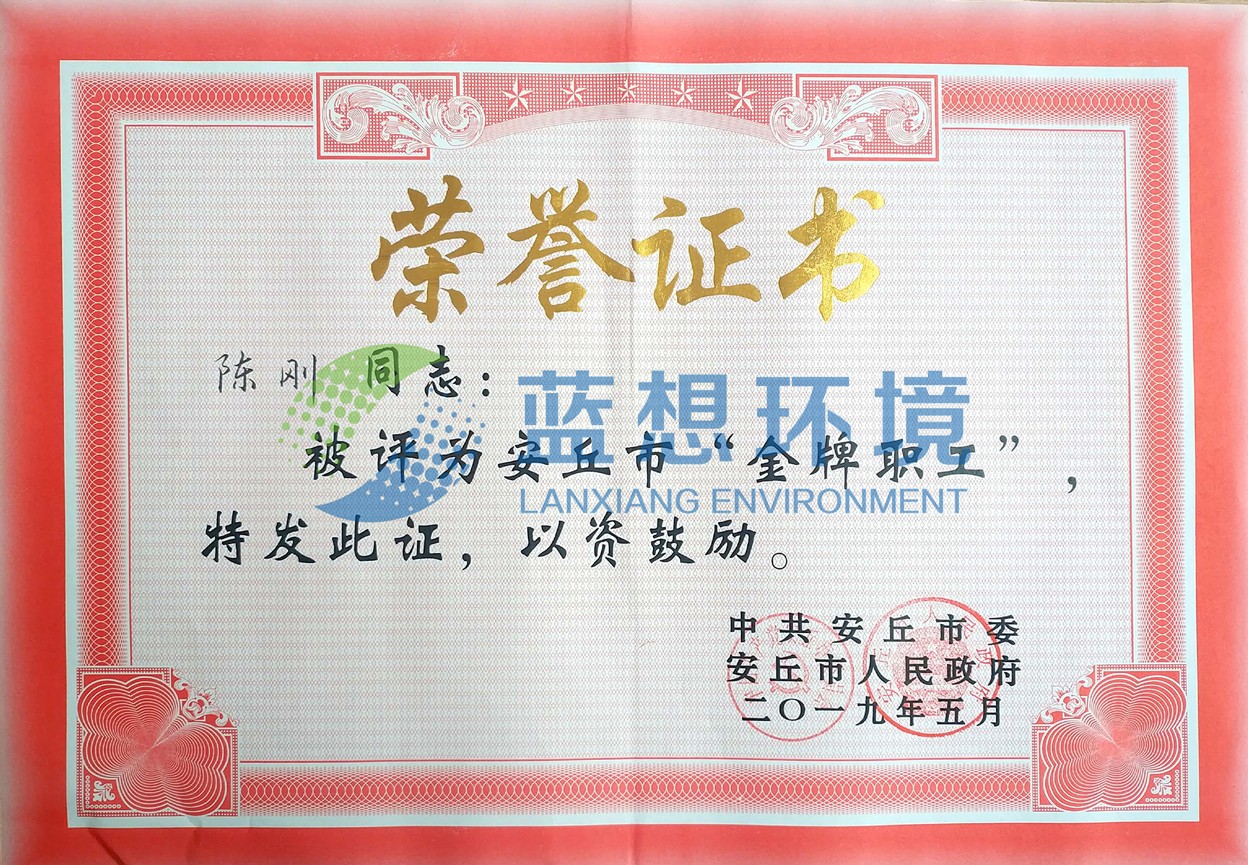 荣誉证书
陈刚 同志：
蓝想环境
被评为安丘市“金牌职工”，
LANXIANG ENVIRONMENT
特发此证，以资鼓励。
中共安丘市委
安丘市人民政府
二〇一九年五月